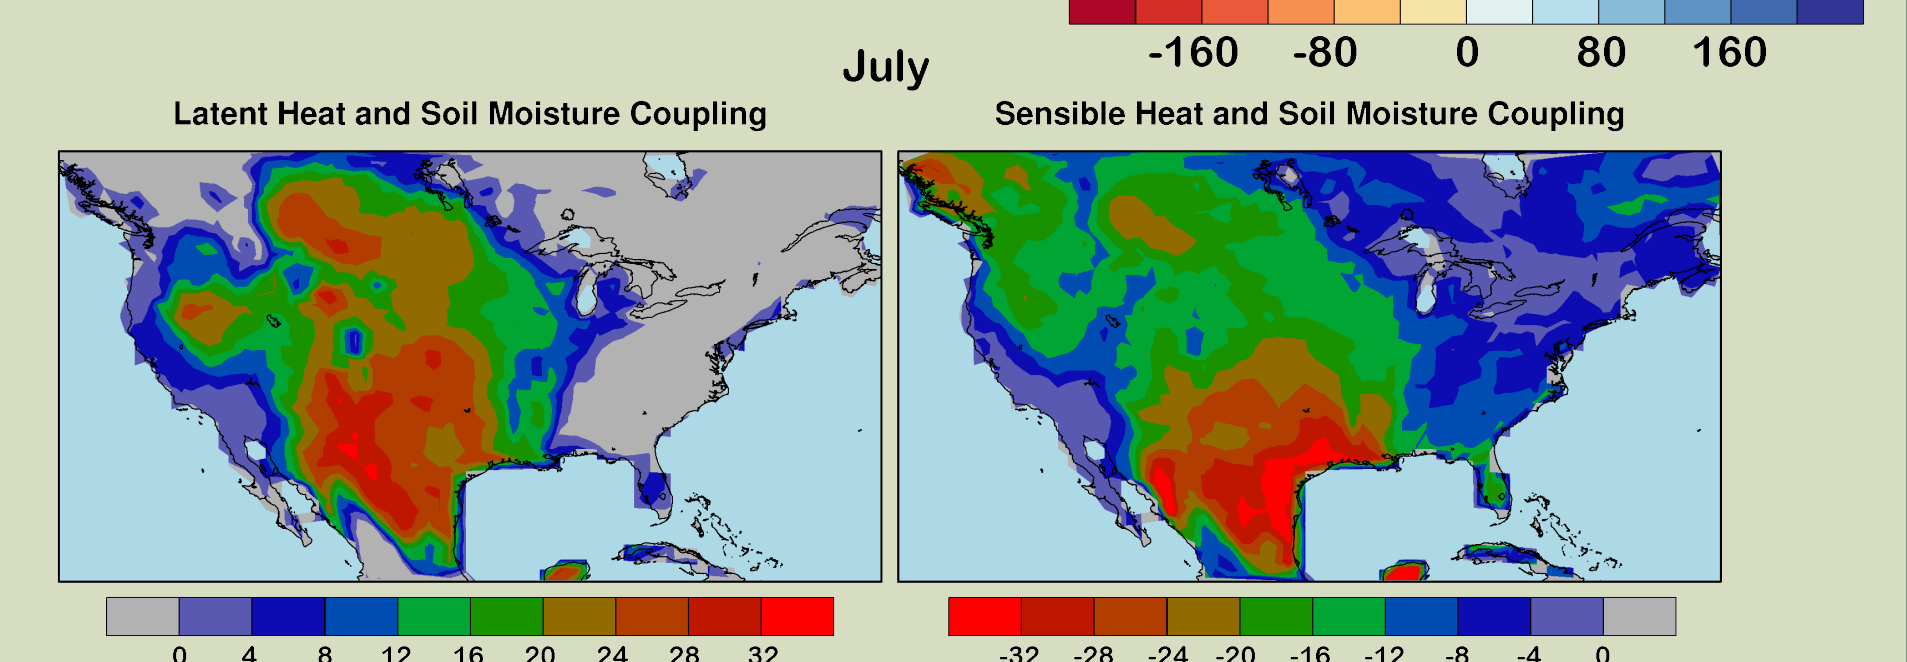 -160 -80 0 80 160
July
Latent Heat and Soil Moisture Coupling
Sensible Heat and Soil Moisture Coupling
0 4 8 12 16 20 24 28 32
-32 -28 -24 -20 -16 -12 -8 -4 0